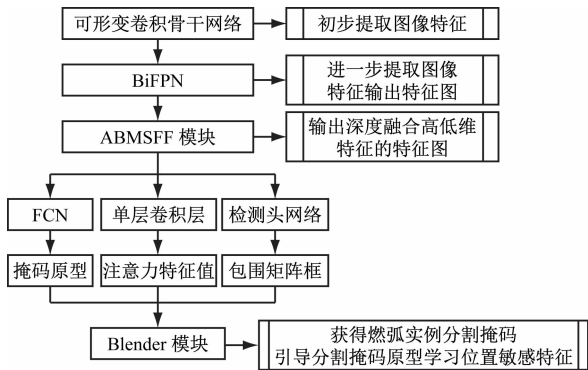 可形变卷积骨干网络
初步提取图像特征
BiFPN
进一步提取图像
特征输出特征图
ABMSFF 模块
输出深度融合高低维
特征的特征图
FCN
单层卷积层
检测头网络
掩码原型
注意力特征值
包围矩阵框
Blender 模块
获得燃弧实例分割掩码
引导分割掩码原型学习位置敏感特征